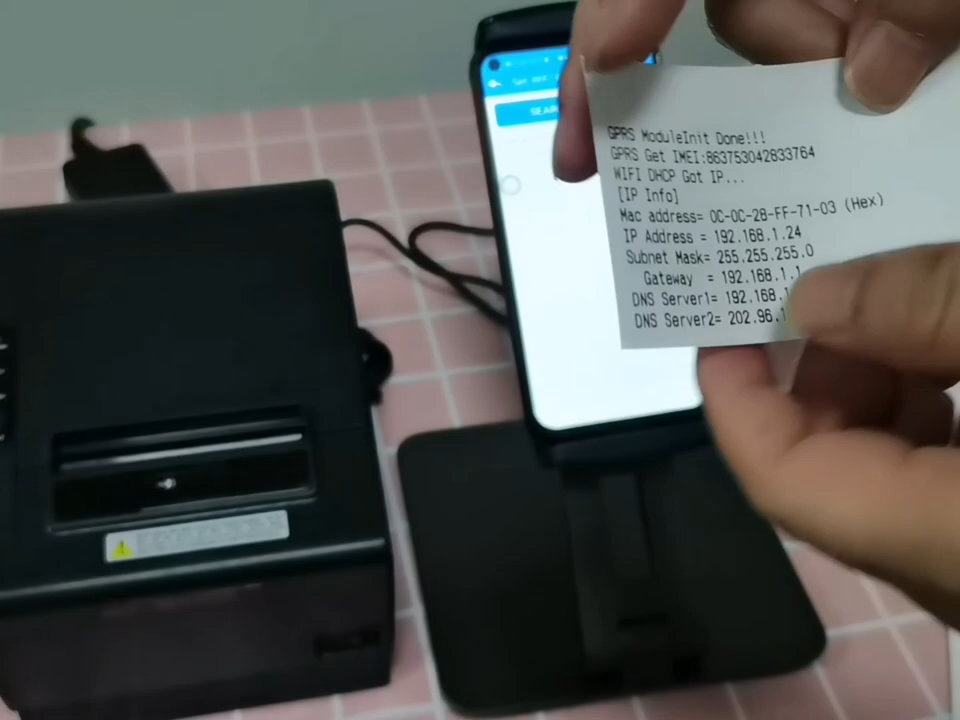 GPRS ModuleInit Done!!!
GPRS Get IMEI:863753042833764
WIFI DHCP Got IP...
[IP Info]
Mac address= 0C-0C-28-FF-71-03 (Hex)
IP Address = 192.168.1.24
Subnet Mask= 255.255.255.0
Gateway = 192.168.1.1
DNS Server1= 192.168.
DNS Server2= 202.96.1